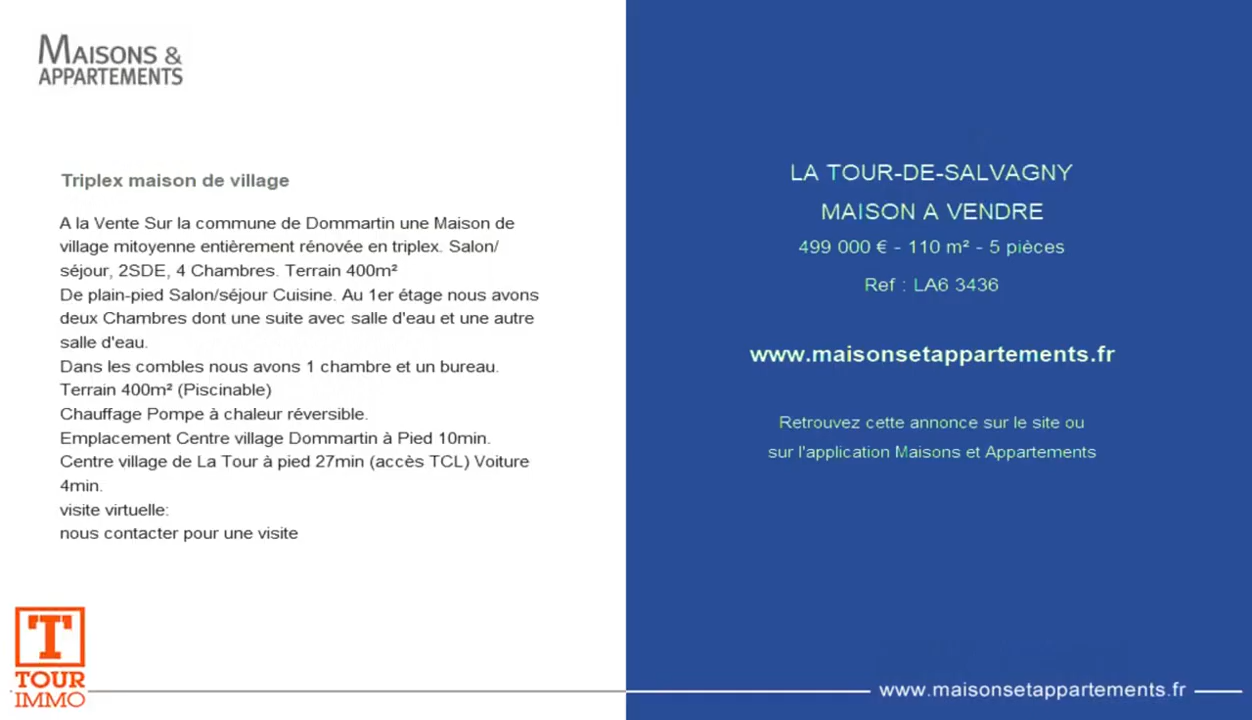 MAISONS &
APPARTEMENTS
Triplex maison de village
A la Vente Sur la commune de Dommartin une Maison de
village mitoyenne entièrement rénovée en triplex. Salon/
séjour, 2SDE, 4 Chambres. Terrain 400m²
De plain-pied Salon/séjour Cuisine. Au 1er étage nous avons
deux Chambres dont une suite avec salle d'eau et une autre
salle d'eau.
Dans les combles nous avons 1 chambre et un bureau.
Terrain 400m² (Piscinable)
Chauffage Pompe à chaleur réversible.
Emplacement Centre village Dommartin à Pied 10min.
Centre village de La Tour à pied 27min (accès TCL) Voiture
4min.
visite virtuelle:
nous contacter pour une visite
T
TOUR
IMMO
LA TOUR-DE-SALVAGNY
MAISON A VENDRE
499 000 € - 110 m² - 5 pièces
Ref : LA6 3436
www.maisonsetappartements.fr
Retrouvez cette annonce sur le site ou
sur l'application Maisons et Appartements
www.maisonsetappartements.fr